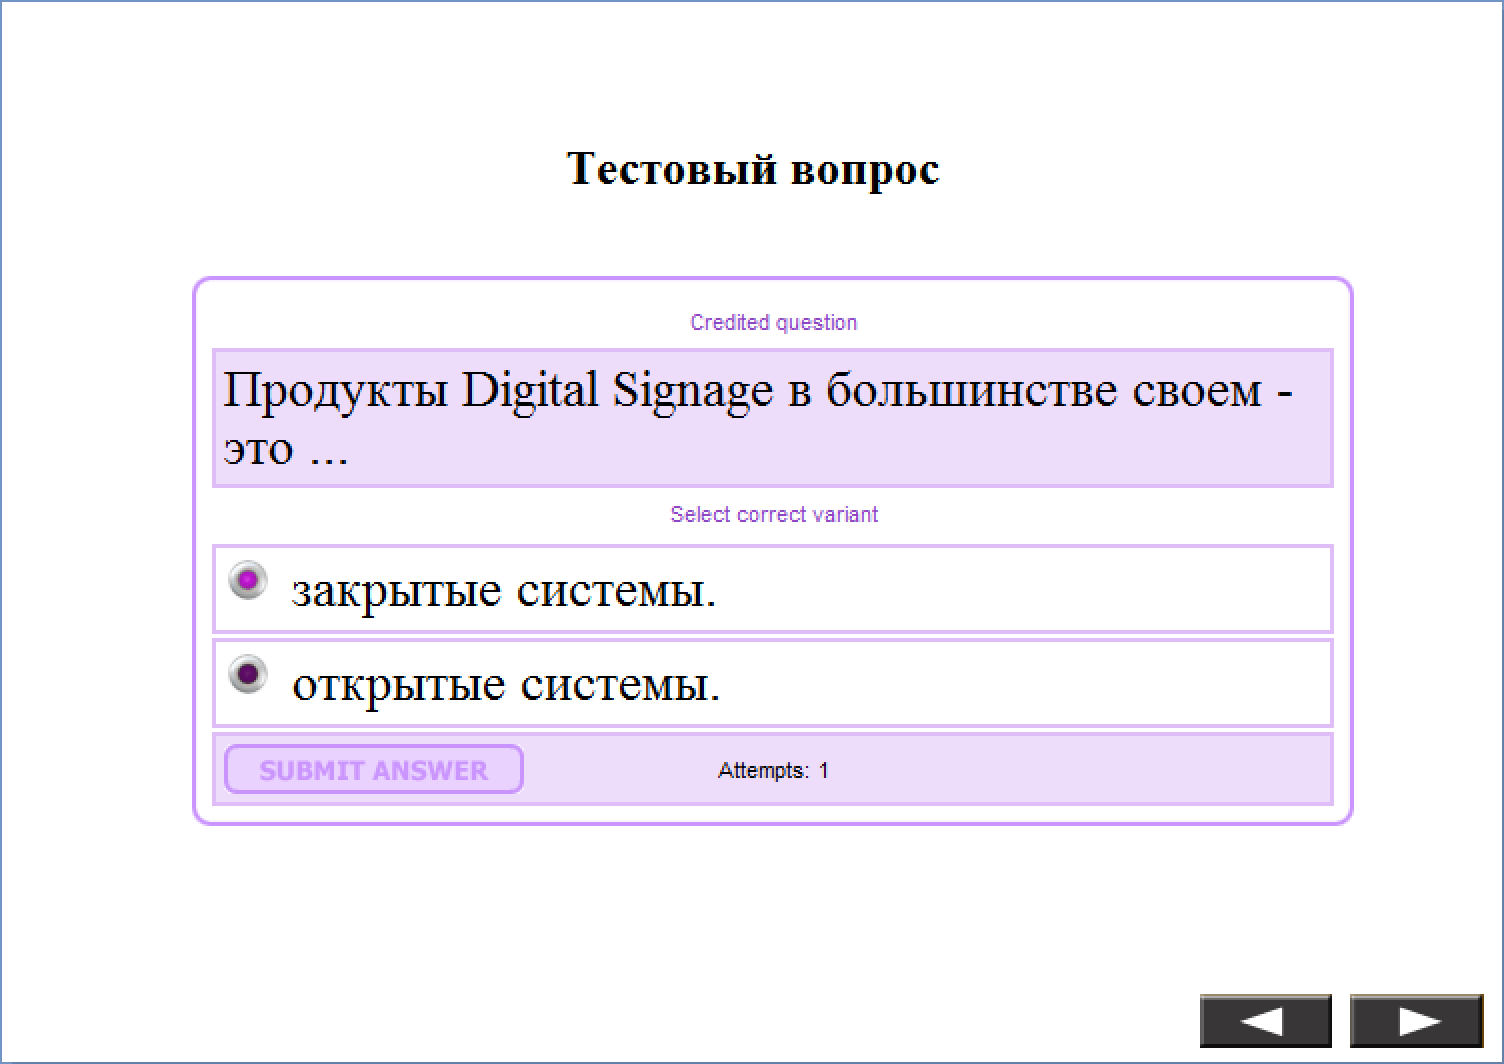 Тестовый вопрос
Credited question
Продукты Digital Signage в большинстве своем -
это ...
Select correct variant
закрытые системы.
открытые системы.
SUBMIT ANSWER Attempts: 1